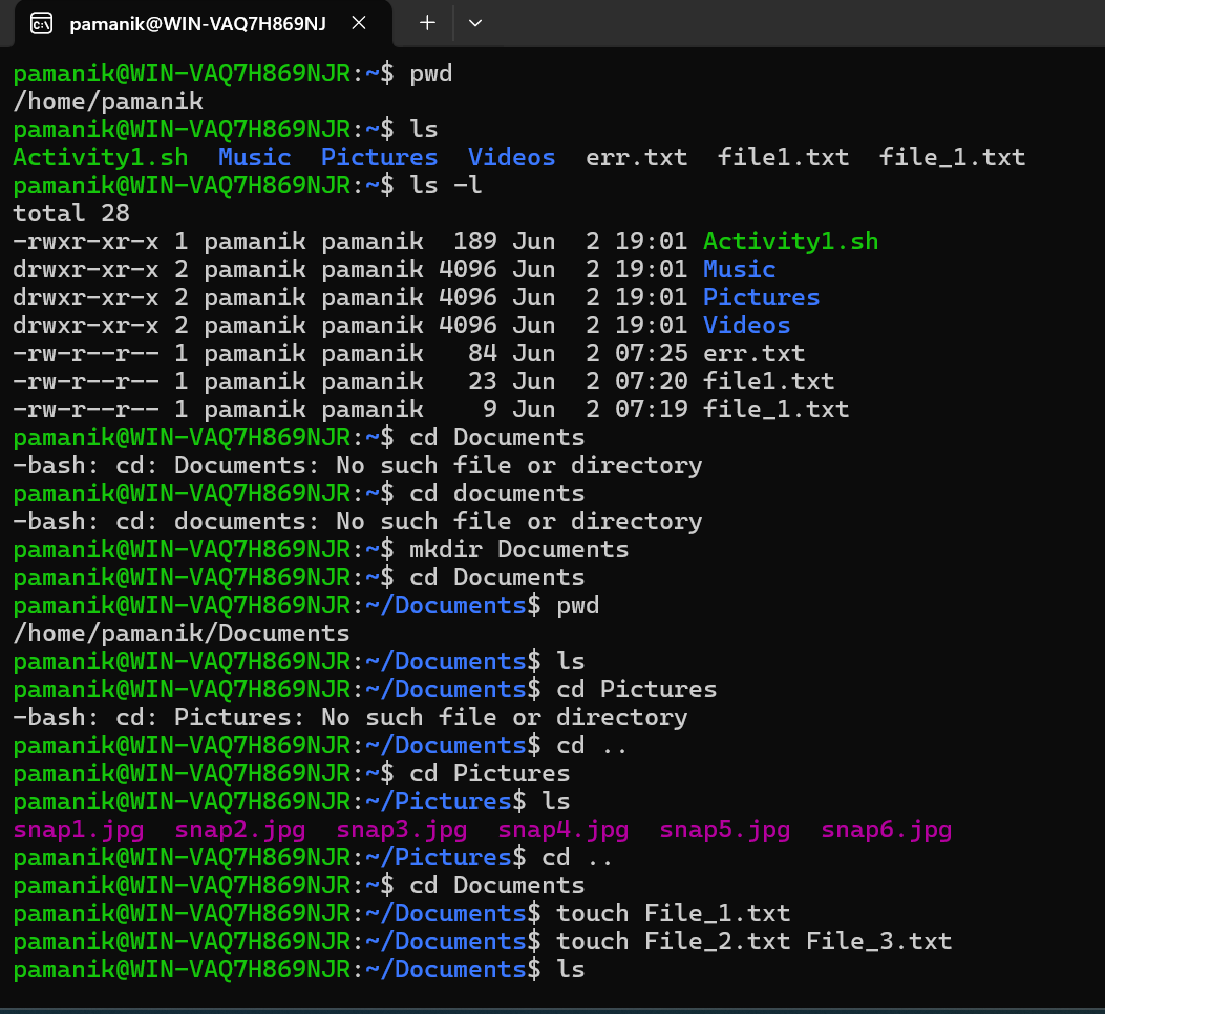 pamanik@WIN-VAQ7H869NJ
pamanik@WIN-VAQ7H869NJR:~$ pwd
/home/pamanik
pamanik@WIN-VAQ7H869NJR:~$ ls
Activity1.sh  Music  Pictures  Videos  err.txt  file1.txt  file_1.txt
pamanik@WIN-VAQ7H869NJR:~$ ls -l
total 28
-rwxr-xr-x 1 pamanik pamanik  189 Jun  2 19:01 Activity1.sh
drwxr-xr-x 2 pamanik pamanik 4096 Jun  2 19:01 Music
drwxr-xr-x 2 pamanik pamanik 4096 Jun  2 19:01 Pictures
drwxr-xr-x 2 pamanik pamanik 4096 Jun  2 19:01 Videos
-rw-r--r-- 1 pamanik pamanik   84 Jun  2 07:25 err.txt
-rw-r--r-- 1 pamanik pamanik   23 Jun  2 07:20 file1.txt
-rw-r--r-- 1 pamanik pamanik    9 Jun  2 07:19 file_1.txt
pamanik@WIN-VAQ7H869NJR:~$ cd Documents
-bash: cd: Documents: No such file or directory
pamanik@WIN-VAQ7H869NJR:~$ cd documents
-bash: cd: documents: No such file or directory
pamanik@WIN-VAQ7H869NJR:~$ mkdir Documents
pamanik@WIN-VAQ7H869NJR:~$ cd Documents
pamanik@WIN-VAQ7H869NJR:~/Documents$ pwd
/home/pamanik/Documents
pamanik@WIN-VAQ7H869NJR:~/Documents$ ls
pamanik@WIN-VAQ7H869NJR:~/Documents$ cd Pictures
-bash: cd: Pictures: No such file or directory
pamanik@WIN-VAQ7H869NJR:~/Documents$ cd ..
pamanik@WIN-VAQ7H869NJR:~$ cd Pictures
pamanik@WIN-VAQ7H869NJR:~/Pictures$ ls
snap1.jpg  snap2.jpg  snap3.jpg  snap4.jpg  snap5.jpg  snap6.jpg
pamanik@WIN-VAQ7H869NJR:~/Pictures$ cd ..
pamanik@WIN-VAQ7H869NJR:~$ cd Documents
pamanik@WIN-VAQ7H869NJR:~/Documents$ touch File_1.txt
pamanik@WIN-VAQ7H869NJR:~/Documents$ touch File_2.txt File_3.txt
pamanik@WIN-VAQ7H869NJR:~/Documents$ ls